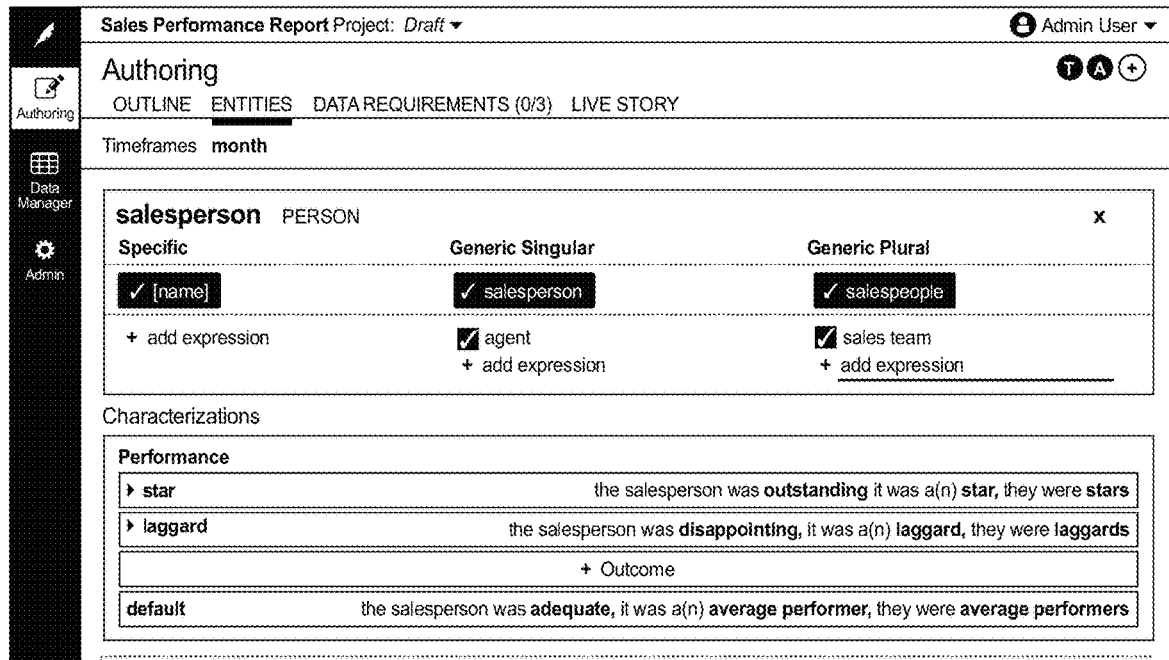 Sales Performance Report Project: Draft
Admin User
Authoring
T A +
Authoring
OUTLINE ENTITIES DATA REQUIREMENTS (0/3) LIVE STORY
Timeframes month
Data Manager
Admin
salesperson PERSON x
Specific Generic Singular Generic Plural
✓ [name] ✓ salesperson ✓ salespeople
+ add expression ✓ agent ✓ sales team
+ add expression + add expression
Characterizations
Performance
star the salesperson was outstanding it was a(n) star, they were stars
laggard the salesperson was disappointing, it was a(n) laggard, they were laggards
+ Outcome
default the salesperson was adequate, it was a(n) average performer, they were average performers